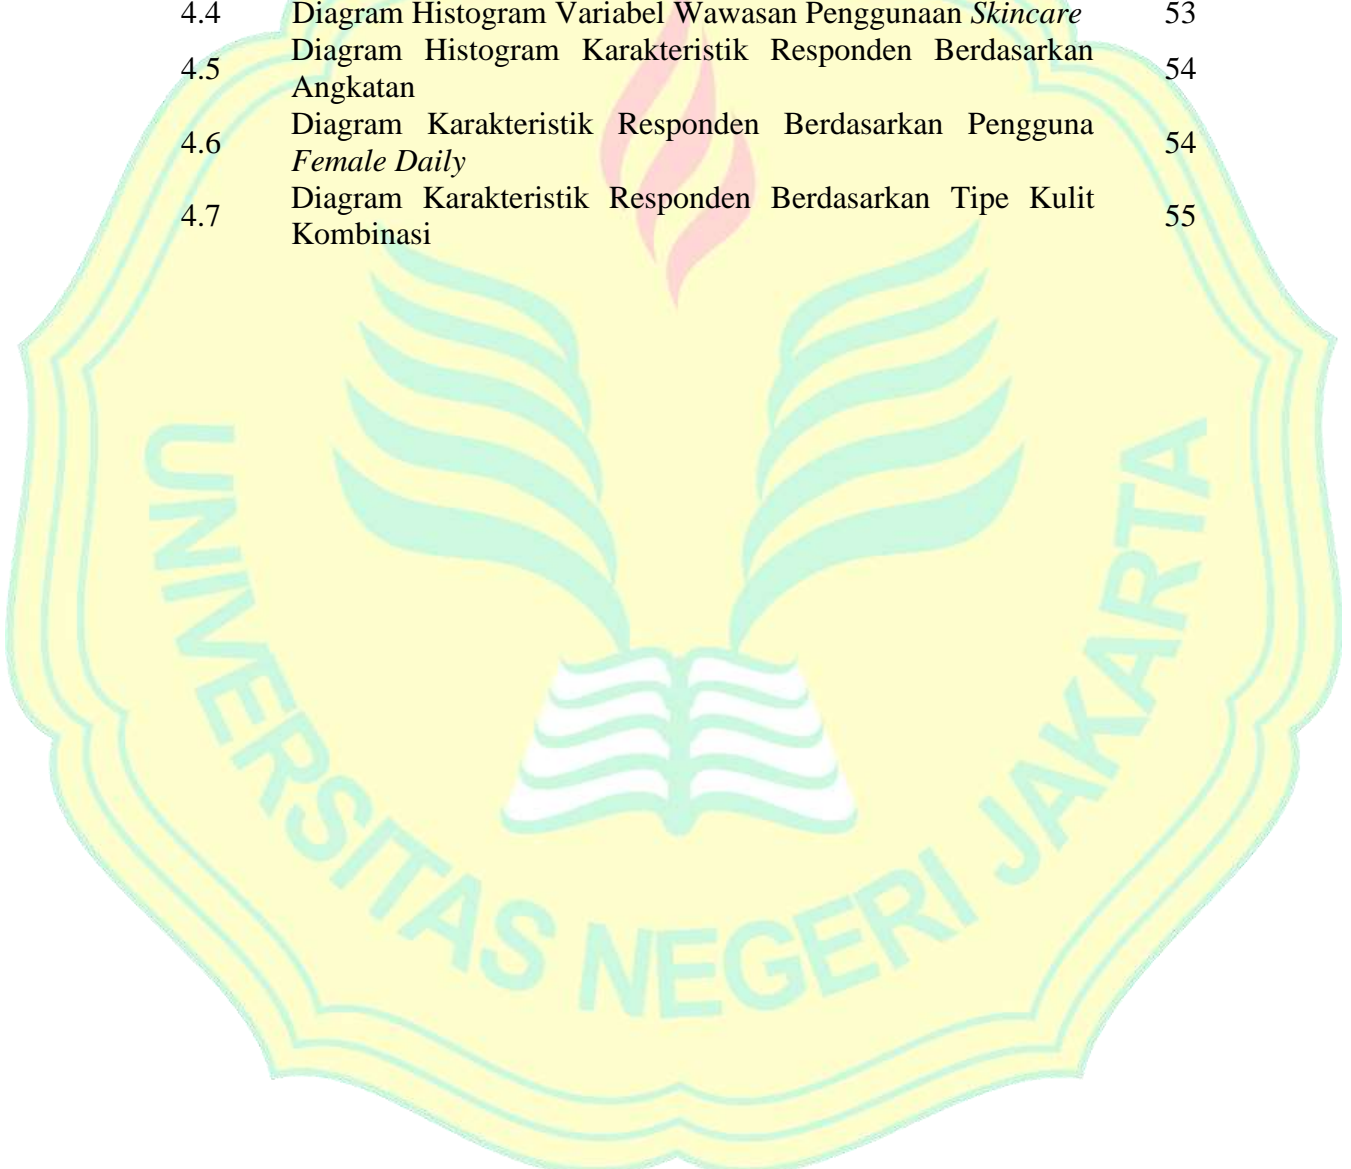 4.4 Diagram Histogram Variabel Wawasan Penggunaan Skincare 53
4.5 Diagram Histogram Karakteristik Responden Berdasarkan Angkatan 54
4.6 Diagram Karakteristik Responden Berdasarkan Pengguna Female Daily 54
4.7 Diagram Karakteristik Responden Berdasarkan Tipe Kulit Kombinasi 55
UNIVERSITAS NEGERI JAKARTA